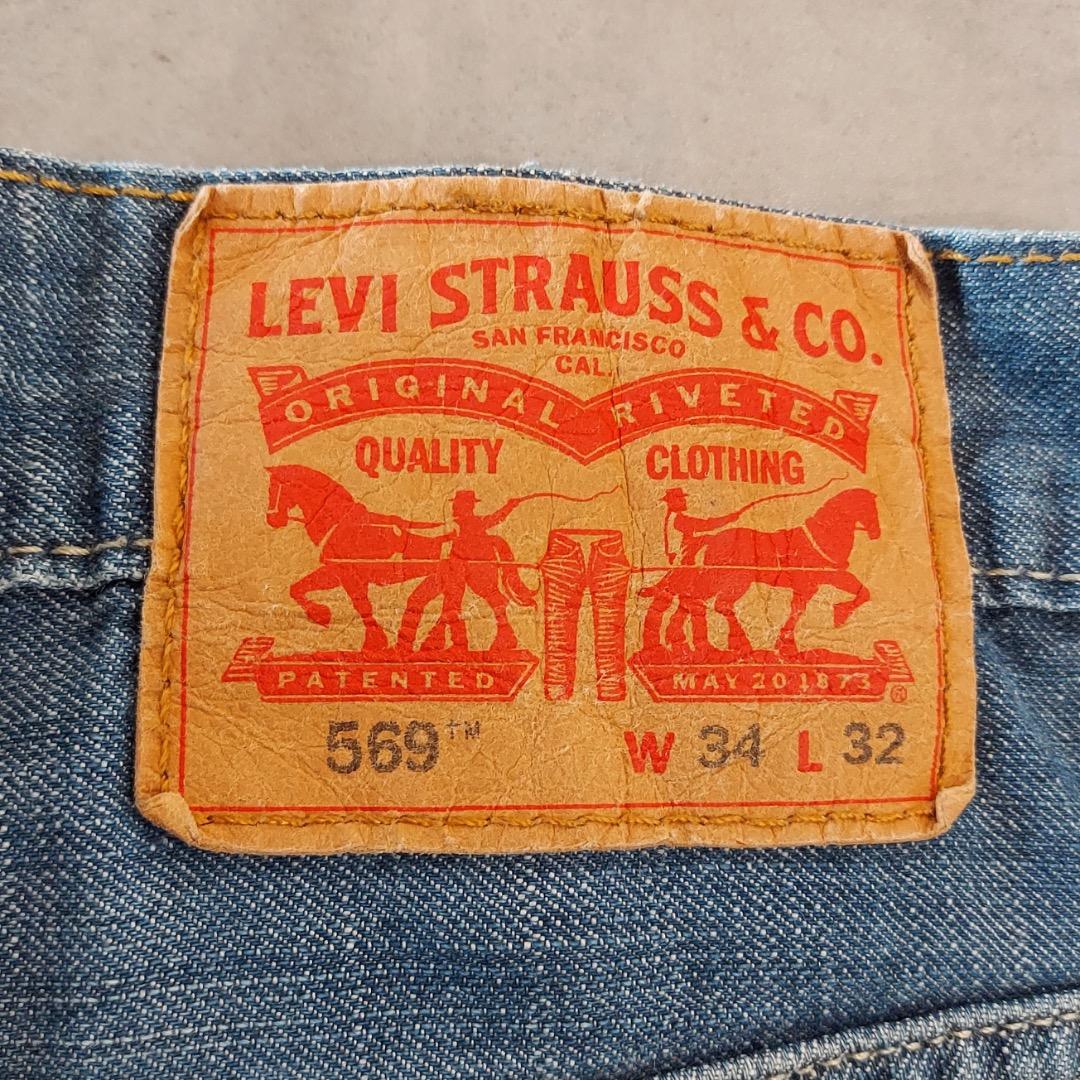 LEVI STRAUSS & CO.
SAN FRANCISCO
CAL.
ORIGINAL RIVETED
QUALITY CLOTHING
PATENTED MAY 20 1873 ®
569™ W 34 L 32